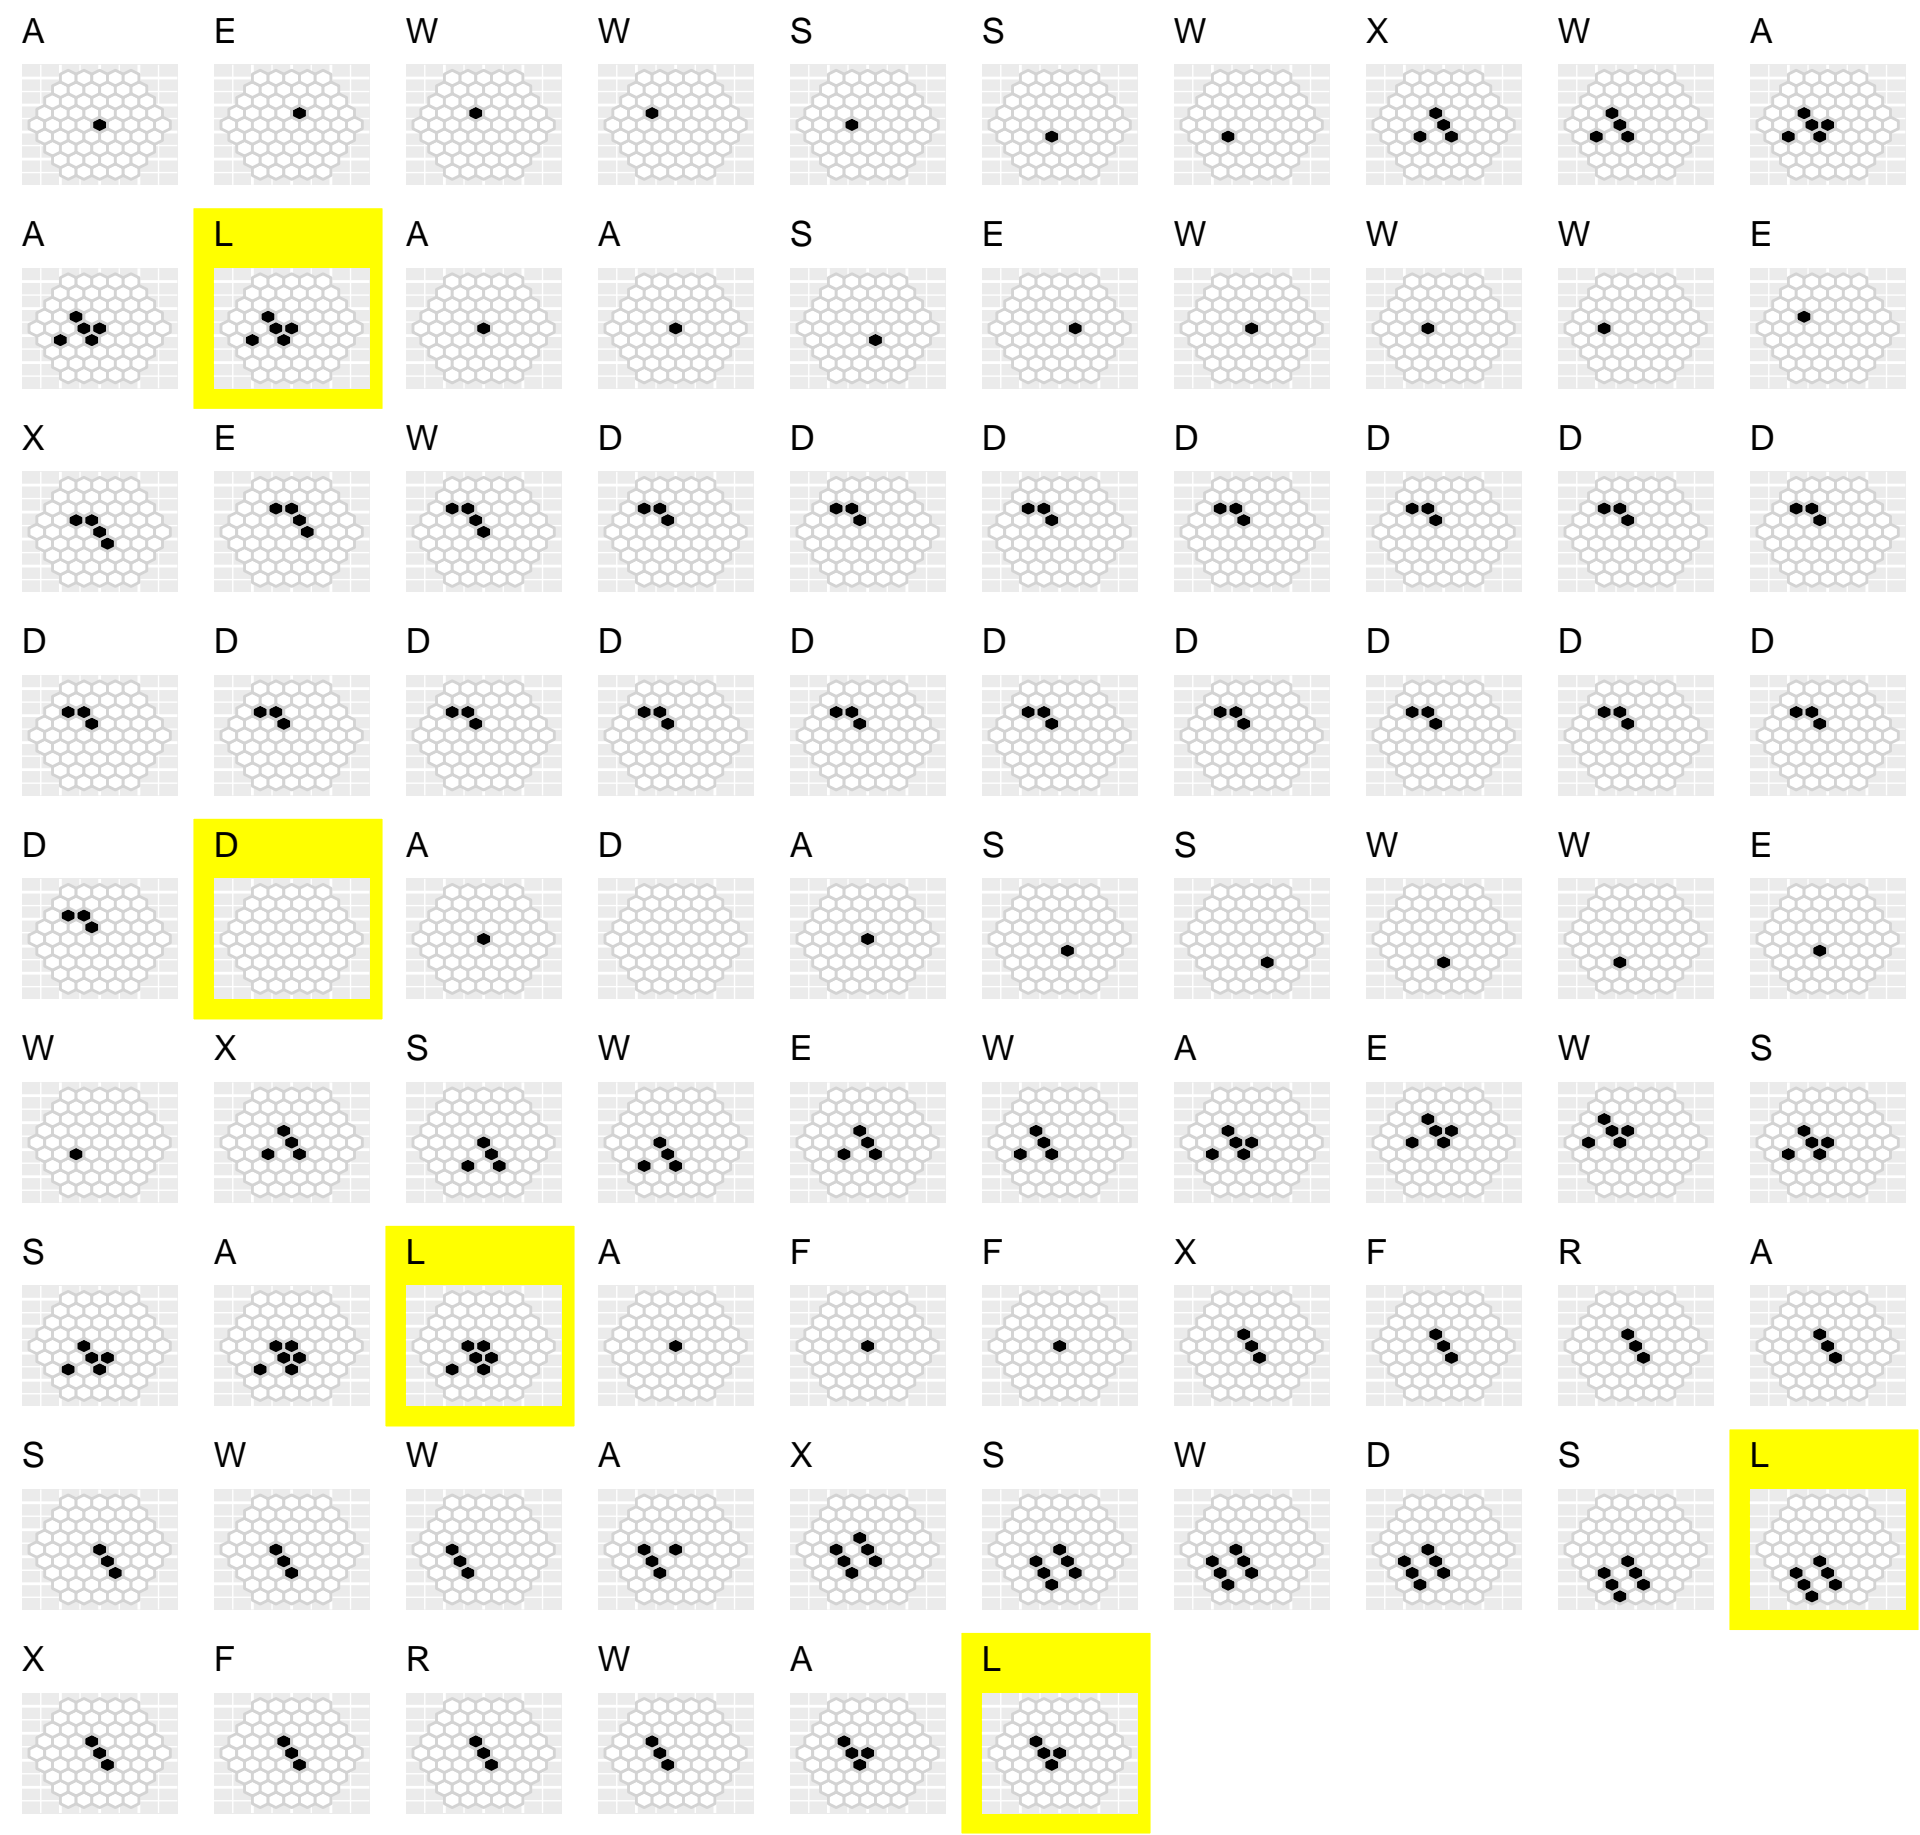 A E W W S S W X W A
A L A A S E W W W E
X E W D D D D D D D
D D D D D D D D D D
D D A D A S S W W E
W X S W E W A E W S
S A L A F F X F R A
S W W A X S W D S L
X F R W A L